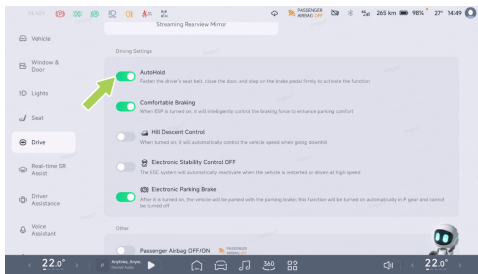 READY
PASSENGER
AIRBAG OFF
265 km
98%
27°
14:49
Streaming Rearview Mirror
Vehicle
Driving Settings
Window &
Door
AutoHold
Fasten the driver's seat belt, close the door, and step on the brake pedal firmly to activate the function
Lights
Comfortable Braking
When ESP is turned on, it will intelligently control the braking force to enhance parking comfort
Seat
Hill Descent Control
When turned on, it will automatically control the vehicle speed when going downhill
Drive
Electronic Stability Control OFF
The ESC system will automatically reactivate when the vehicle is restarted or driven at high speed
Real-time SR
Assist
Electronic Parking Brake
After it is turned on, the vehicle will be parked with the parking brake; this function will be turned on automatically in P gear and cannot
be turned off
Driver
Assistance
Other
Voice
Assistant
Passenger Airbag OFF/ON
PASSENGER
AIRBAG OFF
22.0°
Anytime, Anyw
360
22.0°